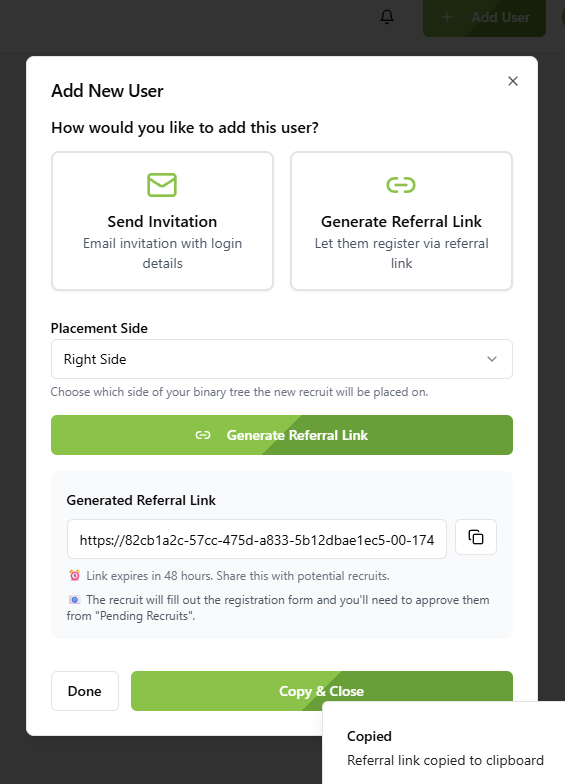 Add User
Add New User
How would you like to add this user?
Send Invitation
Email invitation with login
details
Generate Referral Link
Let them register via referral
link
Placement Side
Right Side
Choose which side of your binary tree the new recruit will be placed on.
Generate Referral Link
Generated Referral Link
https://82cb1a2c-57cc-475d-a833-5b12dbae1ec5-00-174
Link expires in 48 hours. Share this with potential recruits.
The recruit will fill out the registration form and you'll need to approve them
from "Pending Recruits".
Done
Copy & Close
Copied
Referral link copied to clipboard